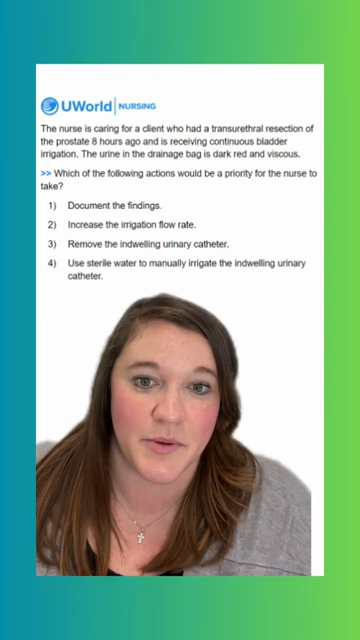 UWorld | NURSING
The nurse is caring for a client who had a transurethral resection of
the prostate 8 hours ago and is receiving continuous bladder
irrigation. The urine in the drainage bag is dark red and viscous.
>> Which of the following actions would be a priority for the nurse to
take?
1) Document the findings.
2) Increase the irrigation flow rate.
3) Remove the indwelling urinary catheter.
4) Use sterile water to manually irrigate the indwelling urinary
catheter.